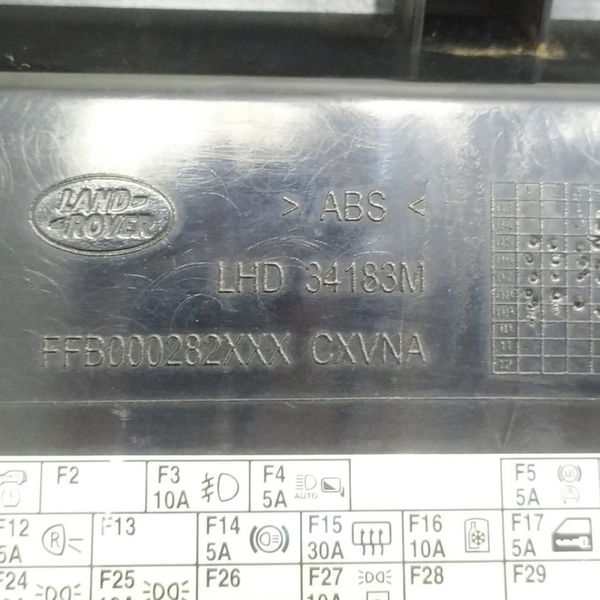 LAND-
ROVER
> ABS <
LHD 34183M
FFB000282XXX CXVNA
F2 F3 F4 F5
10A 5A AUTO 5A
F12 F13 F14 F15 F16 F17
5A R 5A 30A 10A 5A
F24 F25 F26 F27 F28 F29